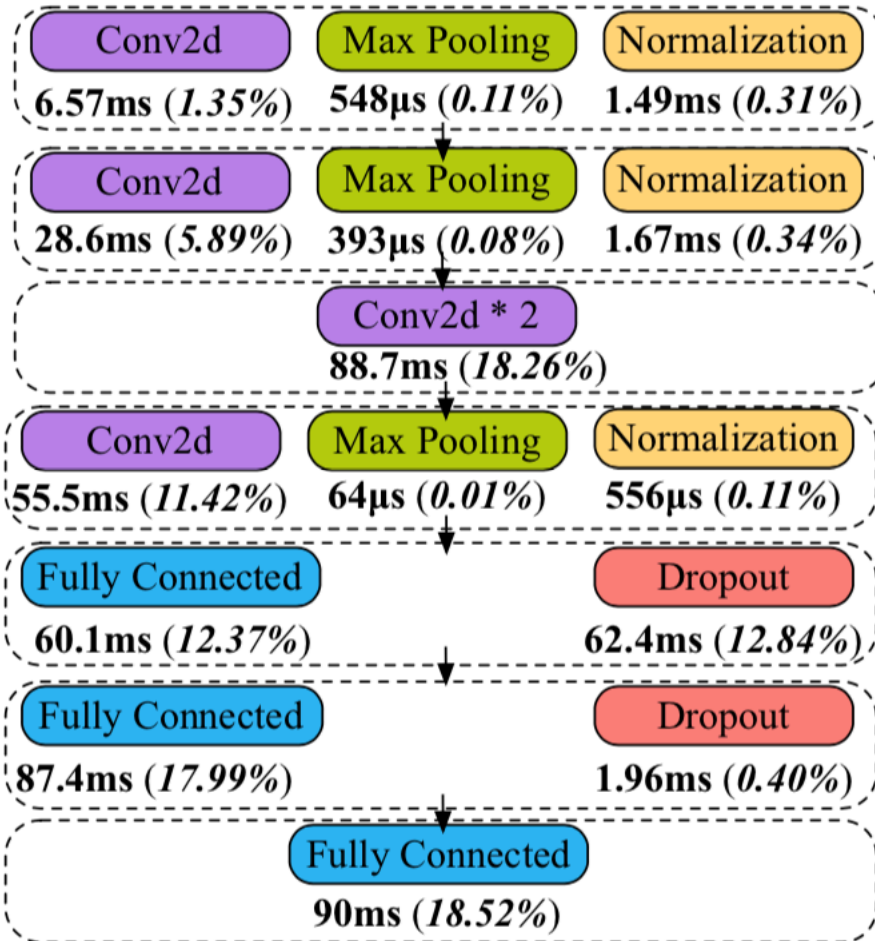 Conv2d Max Pooling Normalization
6.57ms (1.35%) 548μs (0.11%) 1.49ms (0.31%)
Conv2d Max Pooling Normalization
28.6ms (5.89%) 393μs (0.08%) 1.67ms (0.34%)
Conv2d * 2
88.7ms (18.26%)
Conv2d Max Pooling Normalization
55.5ms (11.42%) 64μs (0.01%) 556μs (0.11%)
Fully Connected Dropout
60.1ms (12.37%) 62.4ms (12.84%)
Fully Connected Dropout
87.4ms (17.99%) 1.96ms (0.40%)
Fully Connected
90ms (18.52%)